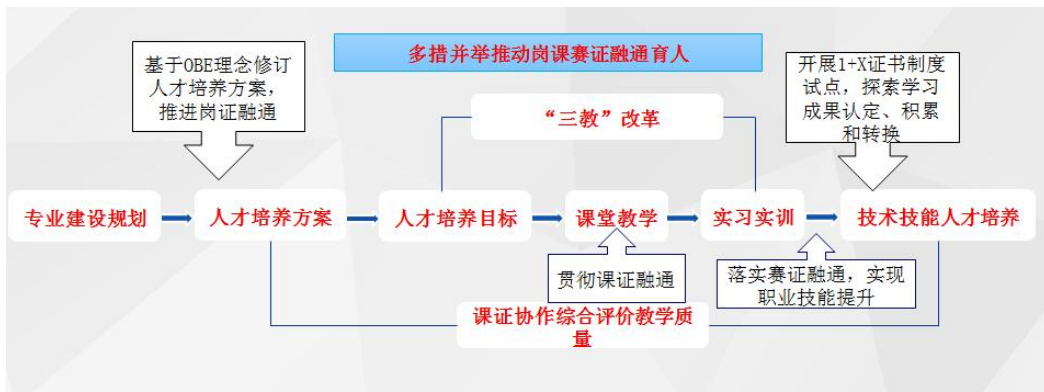 多措并举推动岗课赛证融通育人
基于OBE理念修订
人才培养方案，
推进岗证融通
开展1+X证书制度
试点，探索学习
成果认定、积累
和转换
“三教”改革
专业建设规划
人才培养方案
人才培养目标
课堂教学
实习实训
技术技能人才培养
贯彻课证融通
落实赛证融通，实现
职业技能提升
课证协作综合评价教学质
量